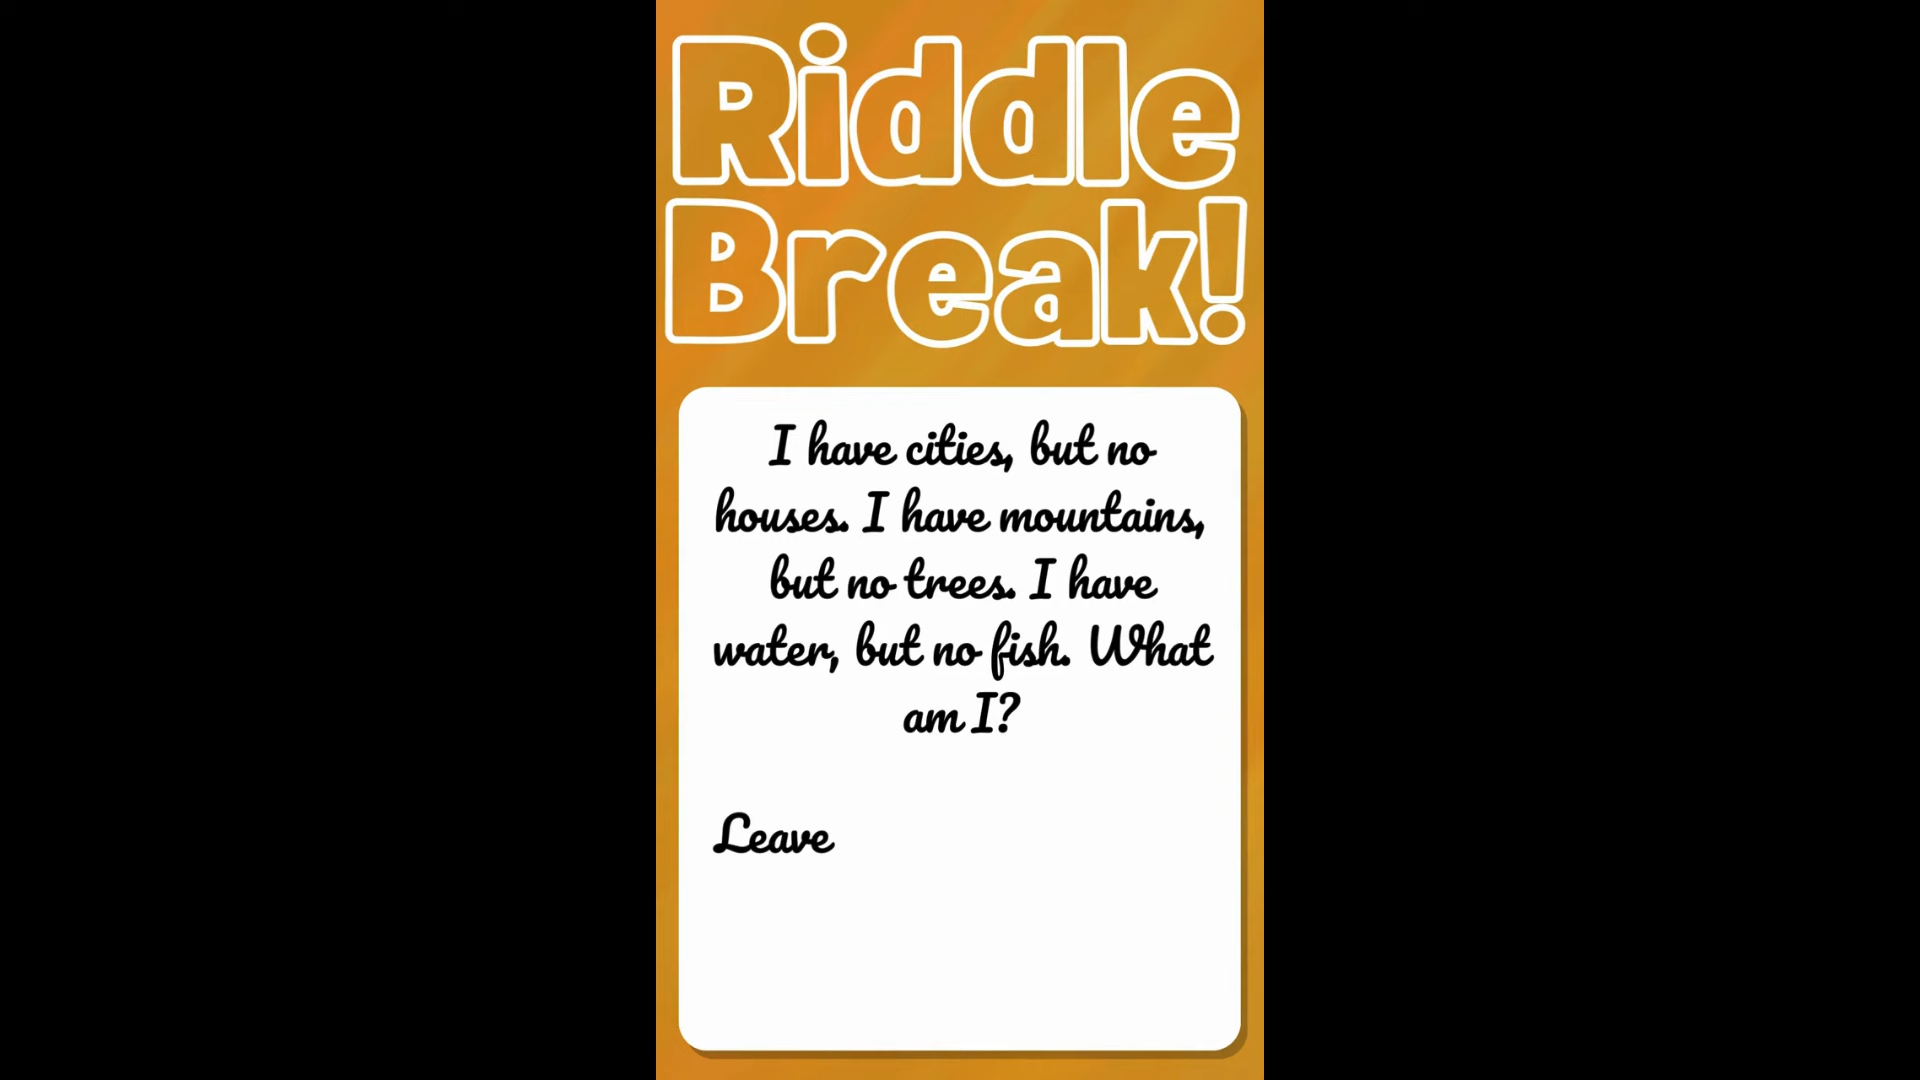 Riddle
Break!
I have cities, but no
houses. I have mountains,
but no trees. I have
water, but no fish. What
am I?
Leave